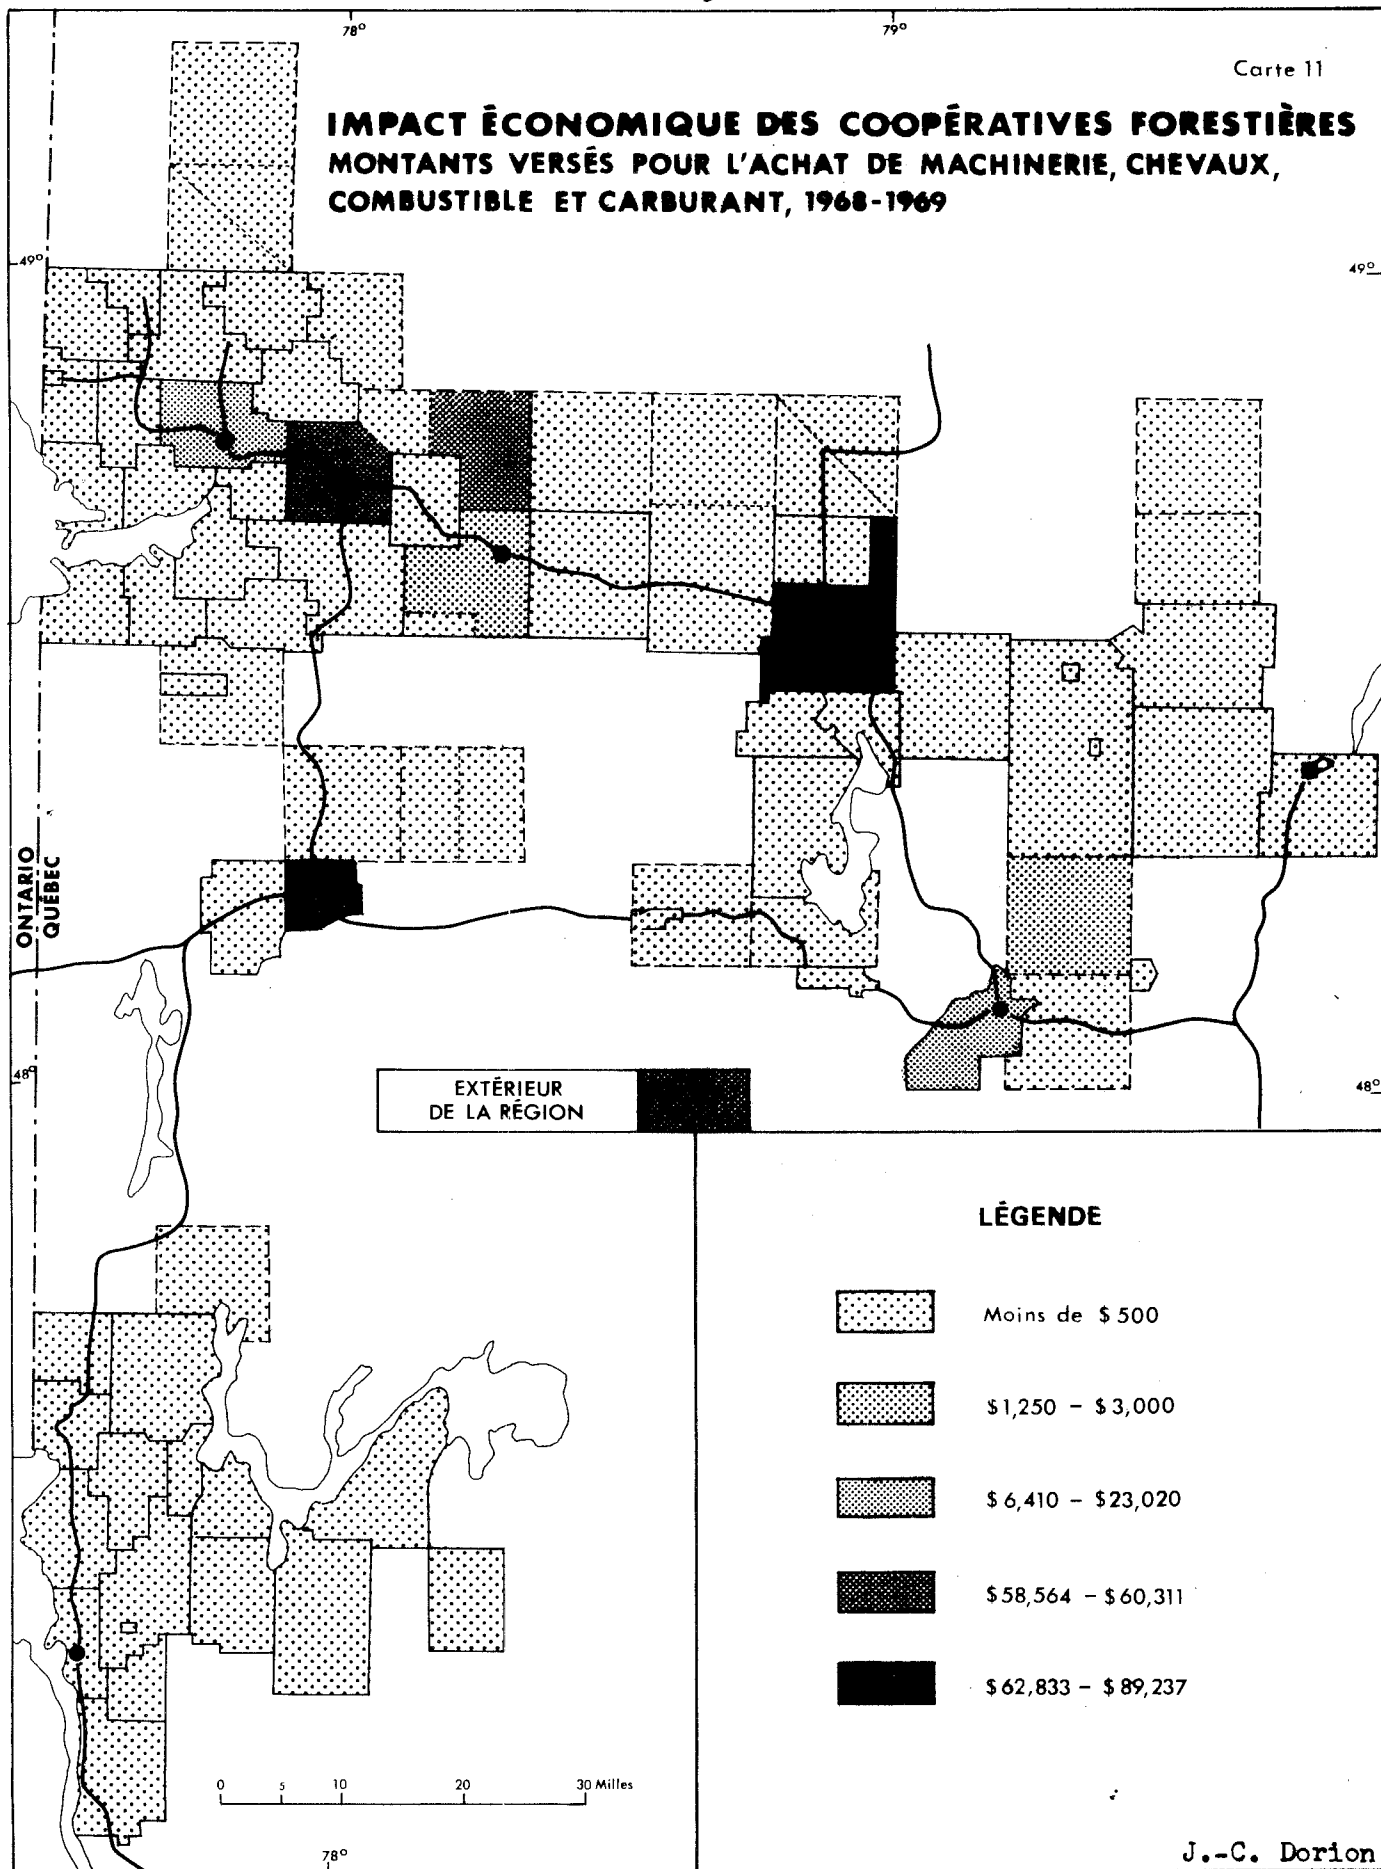 78°
79°
Carte 11
IMPACT ÉCONOMIQUE DES COOPÉRATIVES FORESTIÈRES
MONTANTS VERSÉS POUR L'ACHAT DE MACHINERIE, CHEVAUX,
COMBUSTIBLE ET CARBURANT, 1968-1969
49°
49°
ONTARIO
QUÉBEC
48°
48°
EXTÉRIEUR
DE LA RÉGION
LÉGENDE
Moins de $ 500
$ 1,250 - $ 3,000
$ 6,410 - $ 23,020
$ 58,564 - $ 60,311
$ 62,833 - $ 89,237
0 5 10 20 30 Milles
78°
J.-C. Dorion